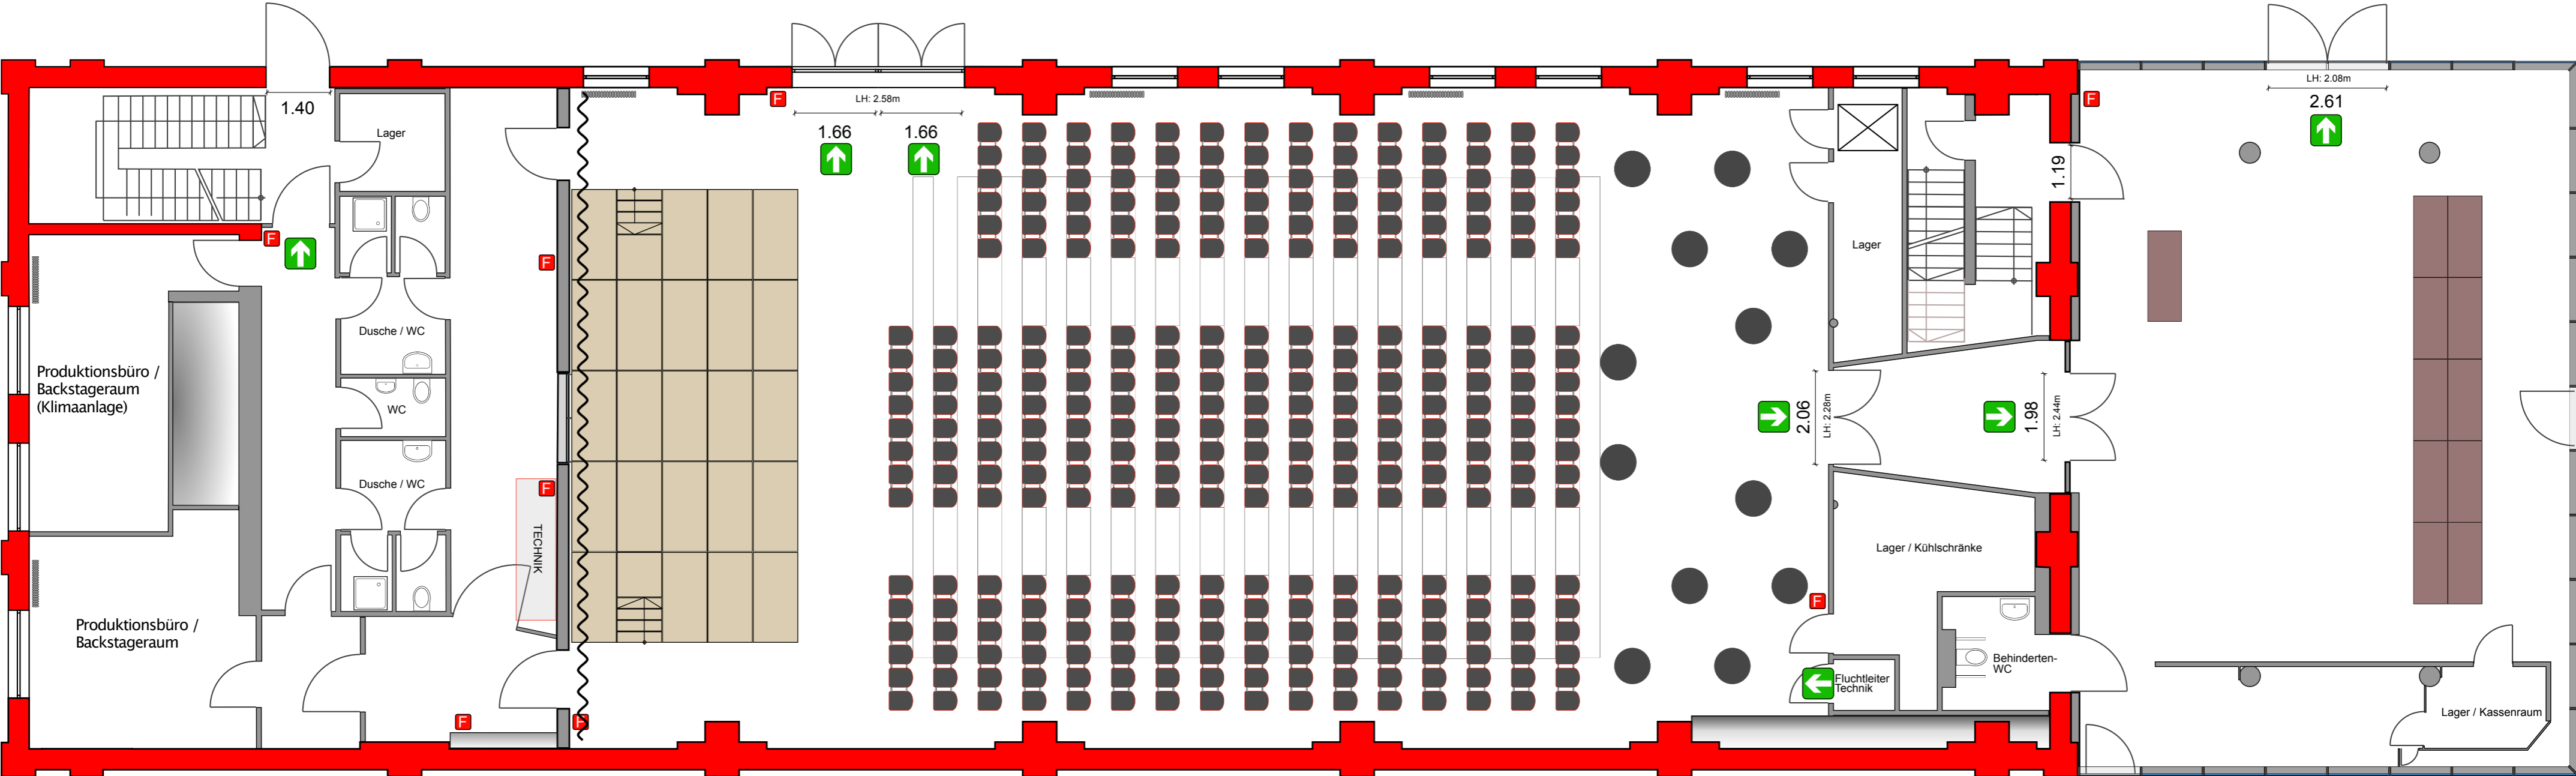 1.40
Lager
F
LH: 2.58m
1.66
1.66
LH: 2.08m
2.61
F
1.19
F
F
Lager
Dusche / WC
Produktionsbüro /
Backstageraum
(Klimaanlage)
WC
2.06
LH: 2.28m
1.98
LH: 2.44m
Dusche / WC
F
TECHNIK
Lager / Kühlschränke
F
Produktionsbüro /
Backstageraum
Behinderten-
WC
Fluchtleiter
Technik
Lager / Kassenraum
F
F